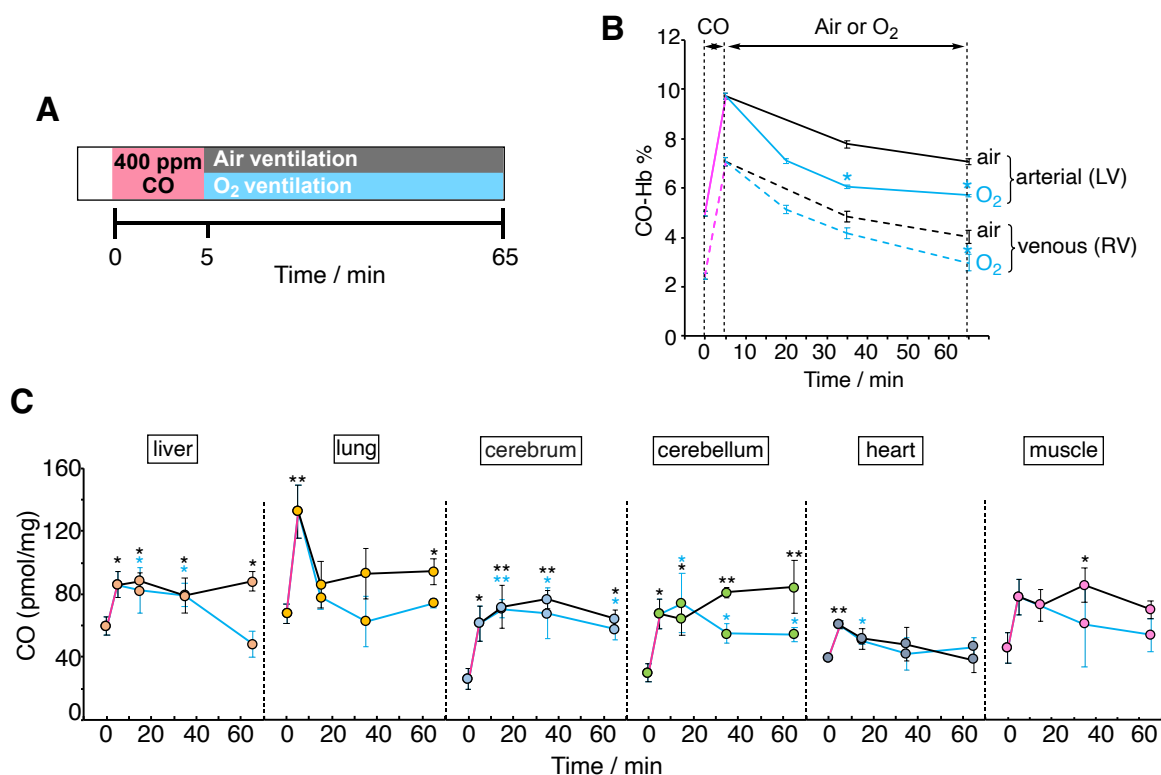 A
400 ppm
CO
Air ventilation
O₂ ventilation
0
5
65
Time / min
B
CO
Air or O₂
12
10
8
6
4
2
0
CO-Hb %
0
10
20
30
40
50
60
Time / min
*
*
*
air
O₂
arterial (LV)
air
O₂
venous (RV)
C
liver
lung
cerebrum
cerebellum
heart
muscle
160
120
80
40
0
CO (pmol/mg)
* * * * * *
** *
* ** ** ** * * *
* * * ** * ** *
** *
*
0 20 40 60
0 20 40 60
0 20 40 60
0 20 40 60
0 20 40 60
0 20 40 60
Time / min